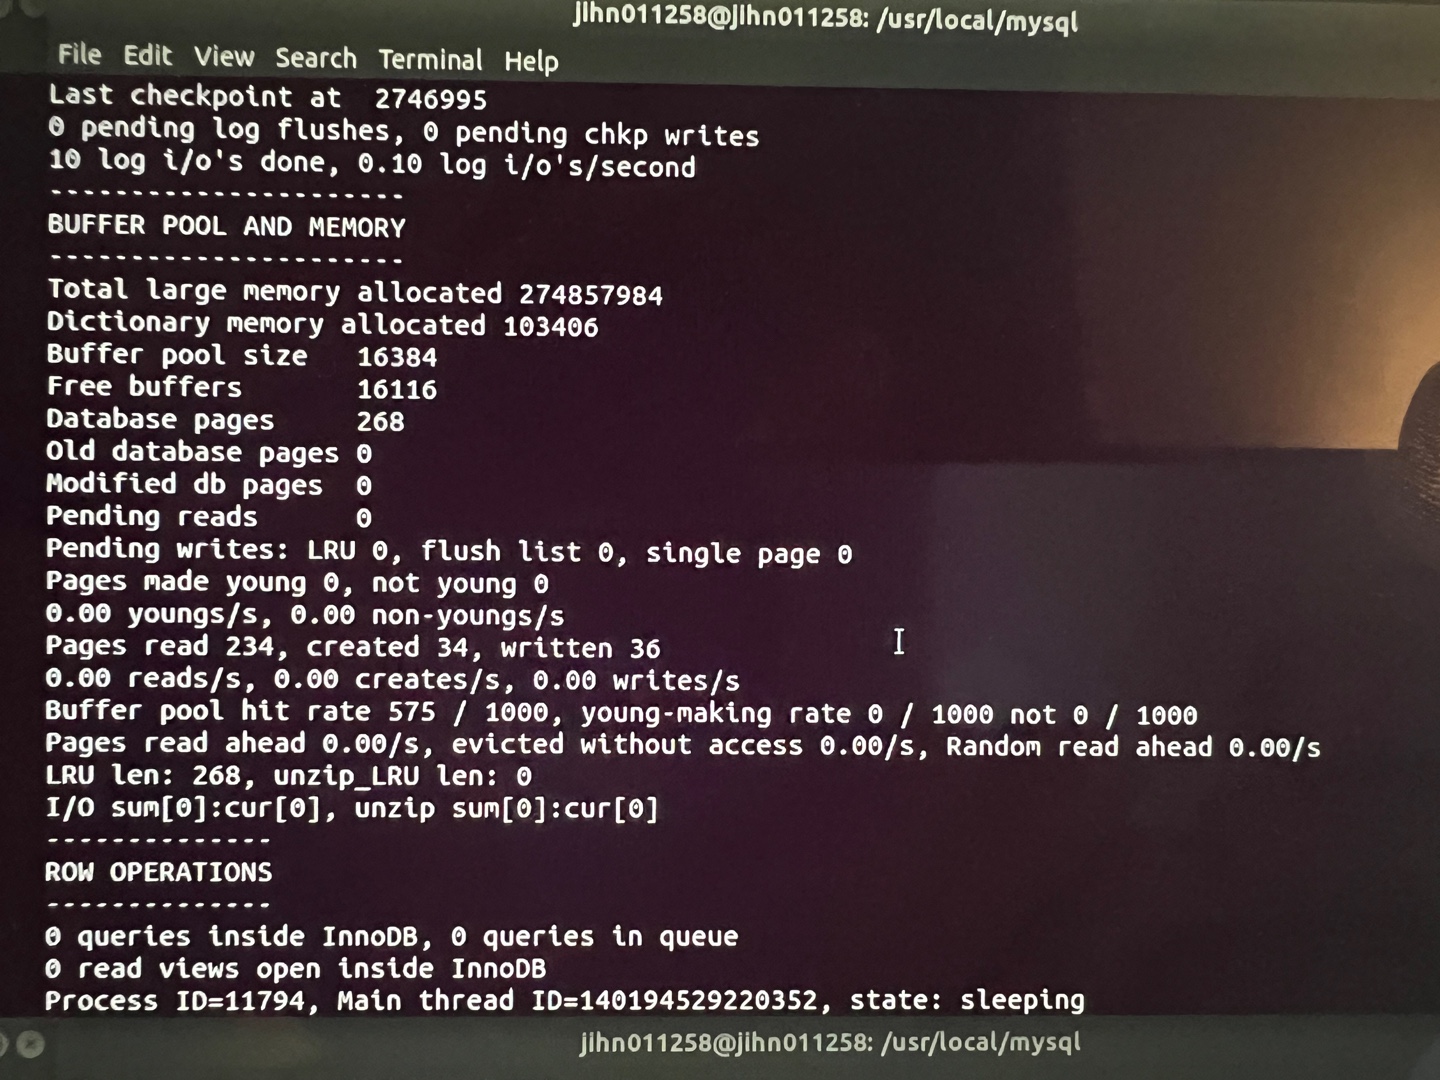 jihn011258@jihn011258: /usr/local/mysql
File Edit View Search Terminal Help
Last checkpoint at  2746995
0 pending log flushes, 0 pending chkp writes
10 log i/o's done, 0.10 log i/o's/second
----------------------
BUFFER POOL AND MEMORY
----------------------
Total large memory allocated 274857984
Dictionary memory allocated 103406
Buffer pool size   16384
Free buffers       16116
Database pages     268
Old database pages 0
Modified db pages  0
Pending reads      0
Pending writes: LRU 0, flush list 0, single page 0
Pages made young 0, not young 0
0.00 youngs/s, 0.00 non-youngs/s
Pages read 234, created 34, written 36
0.00 reads/s, 0.00 creates/s, 0.00 writes/s
Buffer pool hit rate 575 / 1000, young-making rate 0 / 1000 not 0 / 1000
Pages read ahead 0.00/s, evicted without access 0.00/s, Random read ahead 0.00/s
LRU len: 268, unzip_LRU len: 0
I/O sum[0]:cur[0], unzip sum[0]:cur[0]
--------------
ROW OPERATIONS
--------------
0 queries inside InnoDB, 0 queries in queue
0 read views open inside InnoDB
Process ID=11794, Main thread ID=140194529220352, state: sleeping
jihn011258@jihn011258: /usr/local/mysql